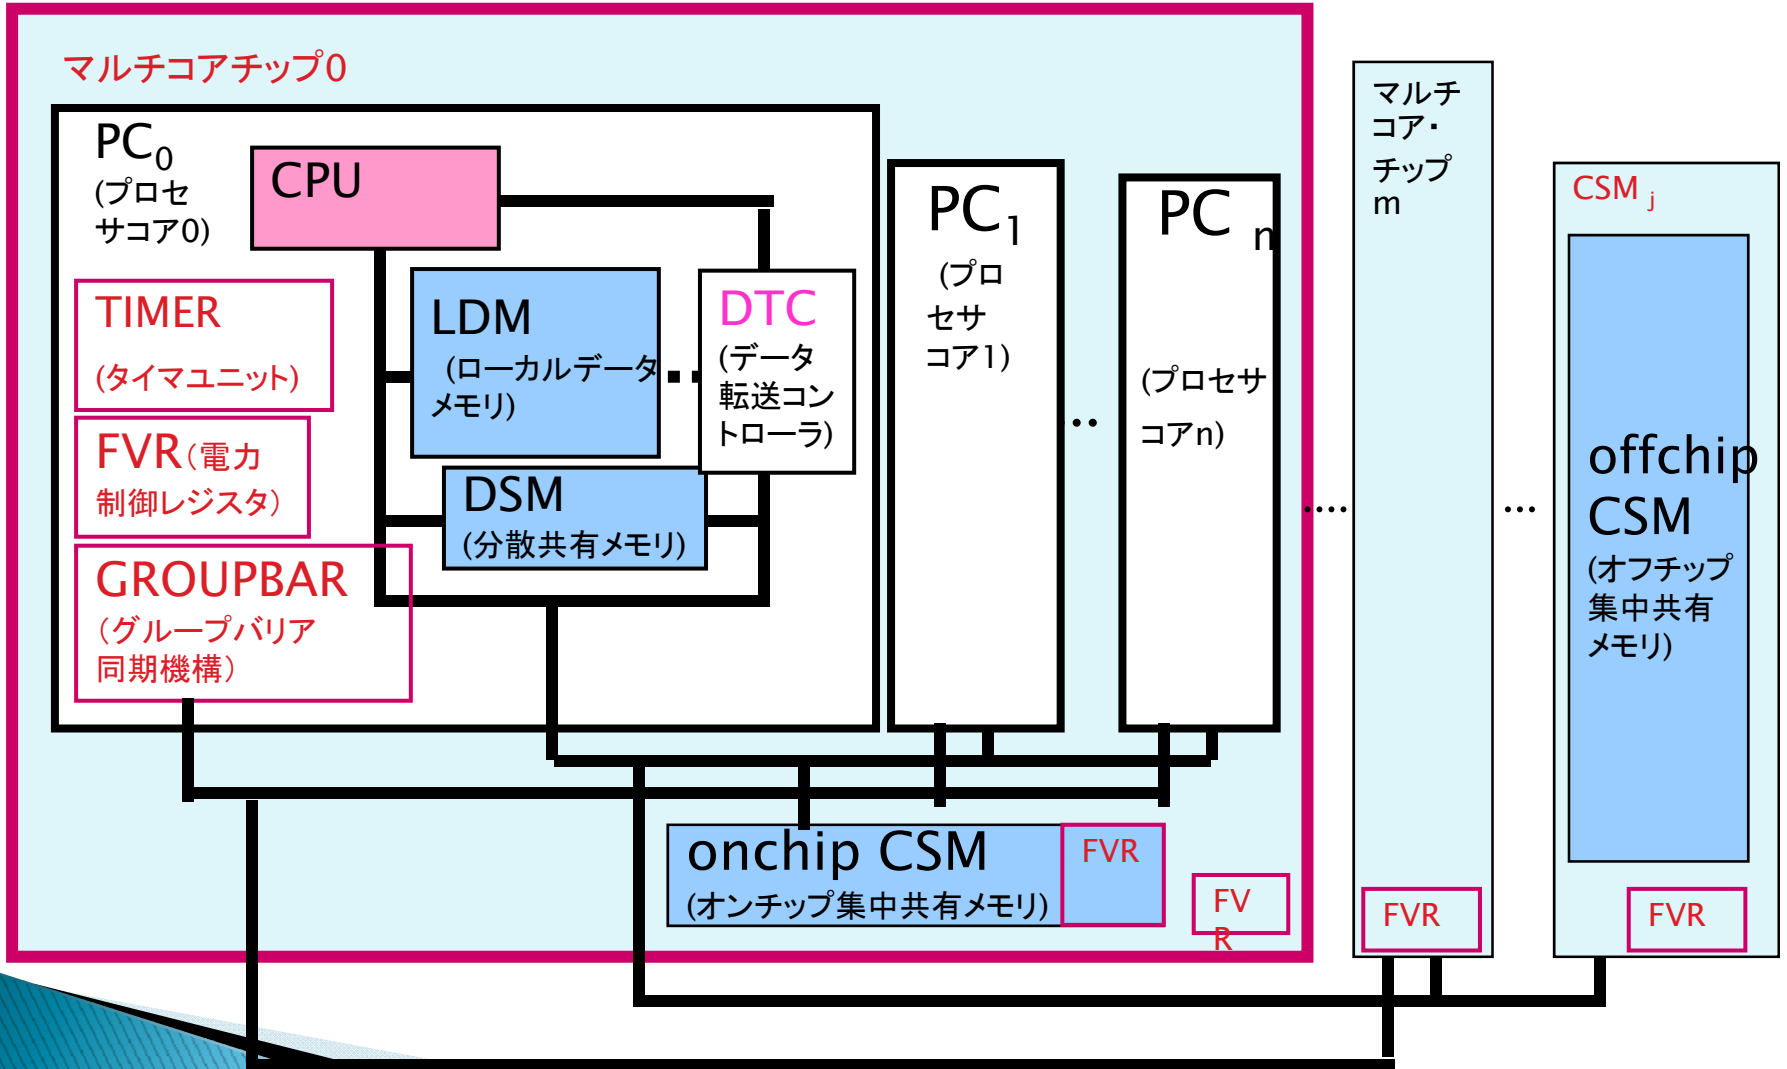 マルチコアチップ0
PC0
(プロセ
サコア0)
CPU
TIMER
(タイマユニット)
FVR(電力
制御レジスタ)
GROUPBAR
(グループバリア
同期機構)
LDM
(ローカルデータ
メモリ)
DTC
(データ
転送コン
トローラ)
DSM
(分散共有メモリ)
PC1
(プロ
セサ
コア1)
..
PC n
(プロセサ
コアn)
onchip CSM
(オンチップ集中共有メモリ)
FVR
FV
R
....
マルチ
コア・
チップ
m
FVR
...
CSM j
offchip
CSM
(オフチップ
集中共有
メモリ)
FVR